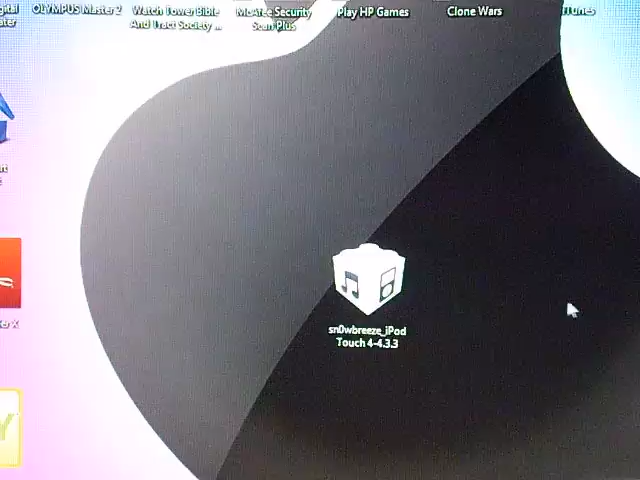 OLYMPUS Master 2
Watch Tower Bible
And Tract Society ...
McAfee Security
Scan Plus
Play HP Games
Clone Wars
iTunes
sn0wbreeze_iPod
Touch 4-4.3.3